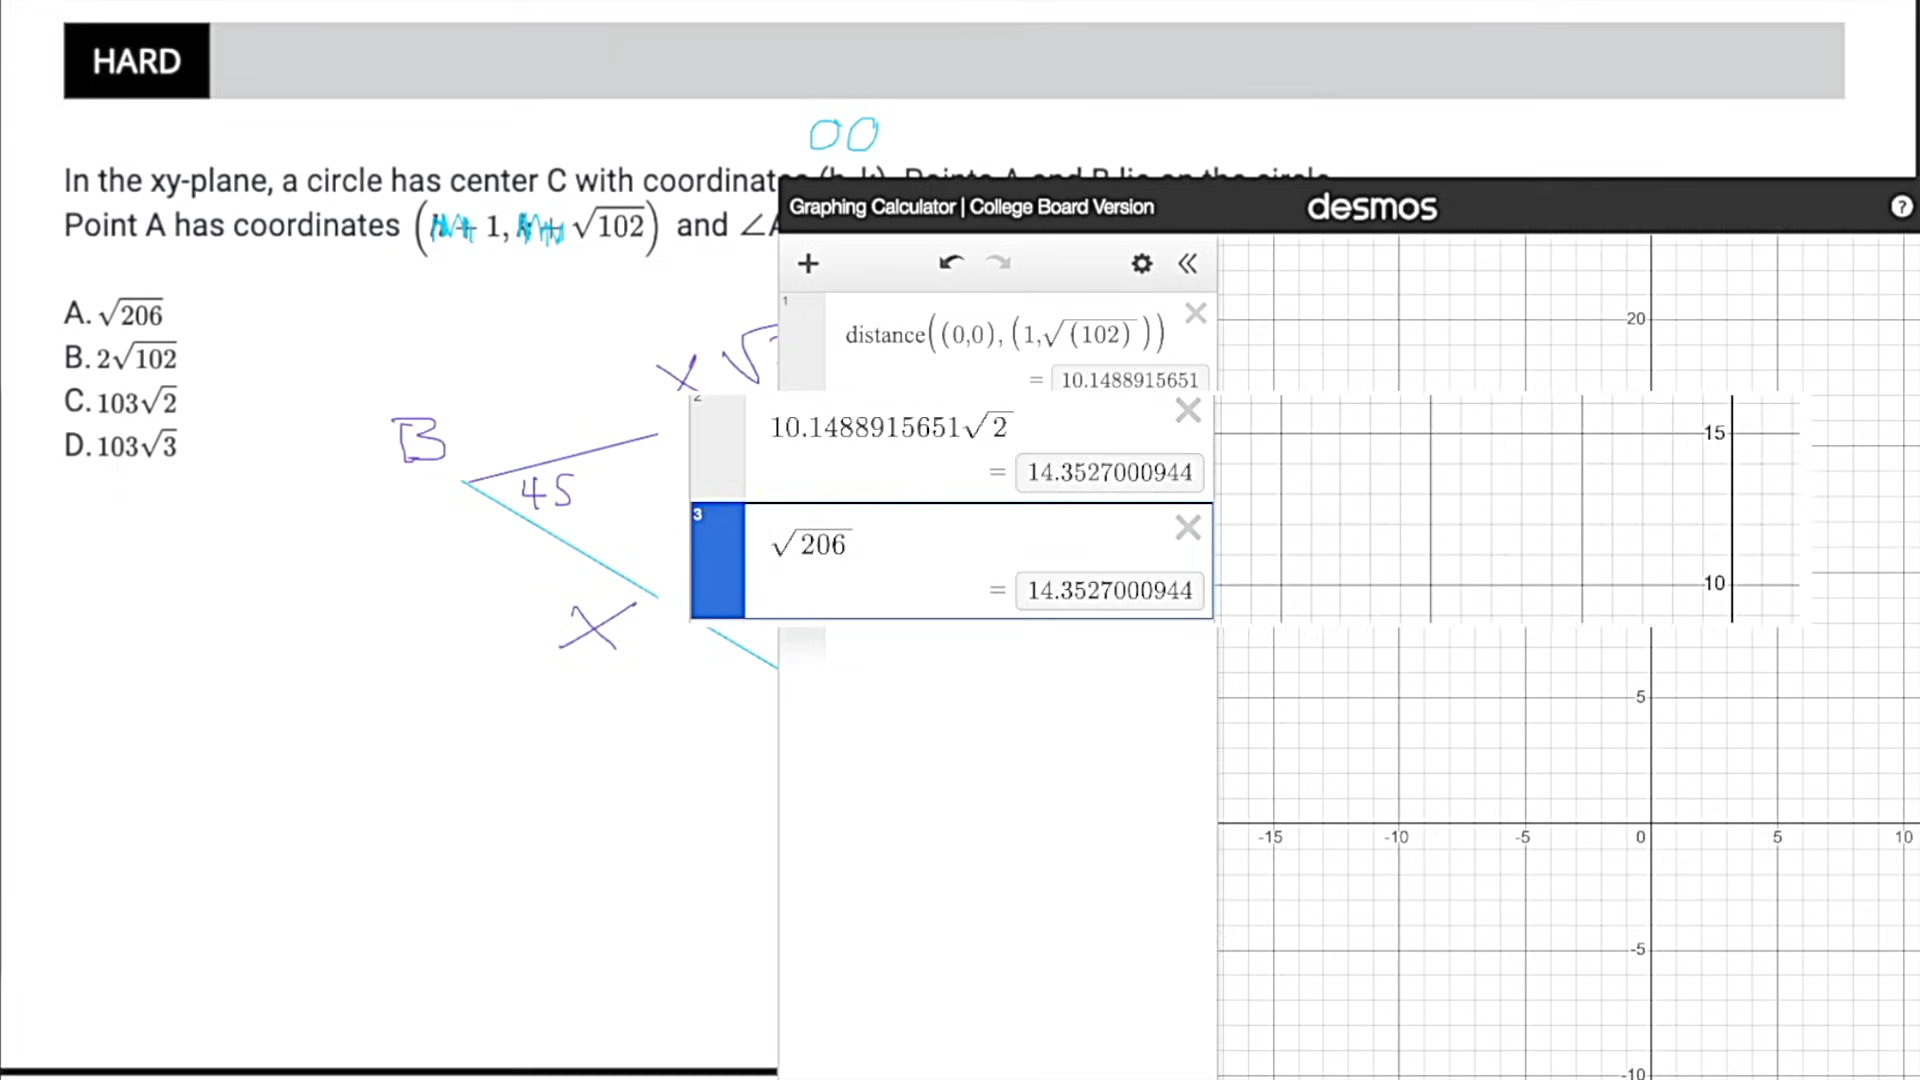 HARD
00
In the xy-plane, a circle has center C with
Point A has coordinates (h + 1, k + √102) and ∠A
Graphing Calculator | College Board Version
desmos
?
A. √206
B. 2√102
C. 103√2
D. 103√3
1
distance((0,0), (1,√(102)))
= 10.1488915651
2
10.1488915651√2
= 14.3527000944
3
√206
= 14.3527000944
x √
B
45
x
20
15
10
5
-15 -10 -5 0 5 10
-5
-10